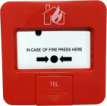 IN CASE OF FIRE PRESS HERE
TEL